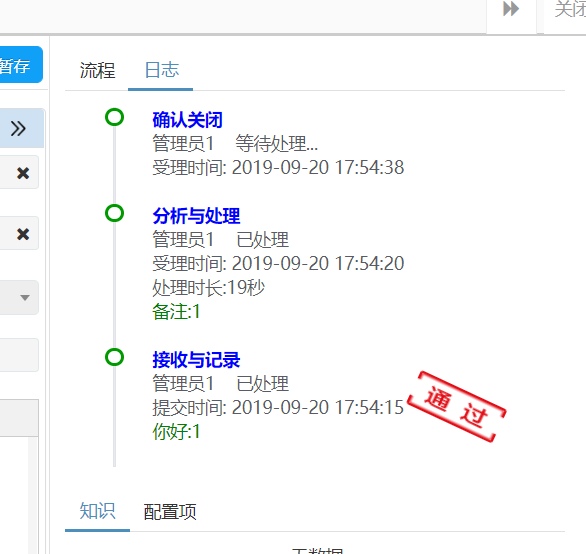 关闭
暂存
流程
日志
确认关闭
管理员1 等待处理...
受理时间: 2019-09-20 17:54:38
分析与处理
管理员1 已处理
受理时间: 2019-09-20 17:54:20
处理时长:19秒
备注:1
接收与记录
管理员1 已处理
提交时间: 2019-09-20 17:54:15
通过
你好:1
知识
配置项